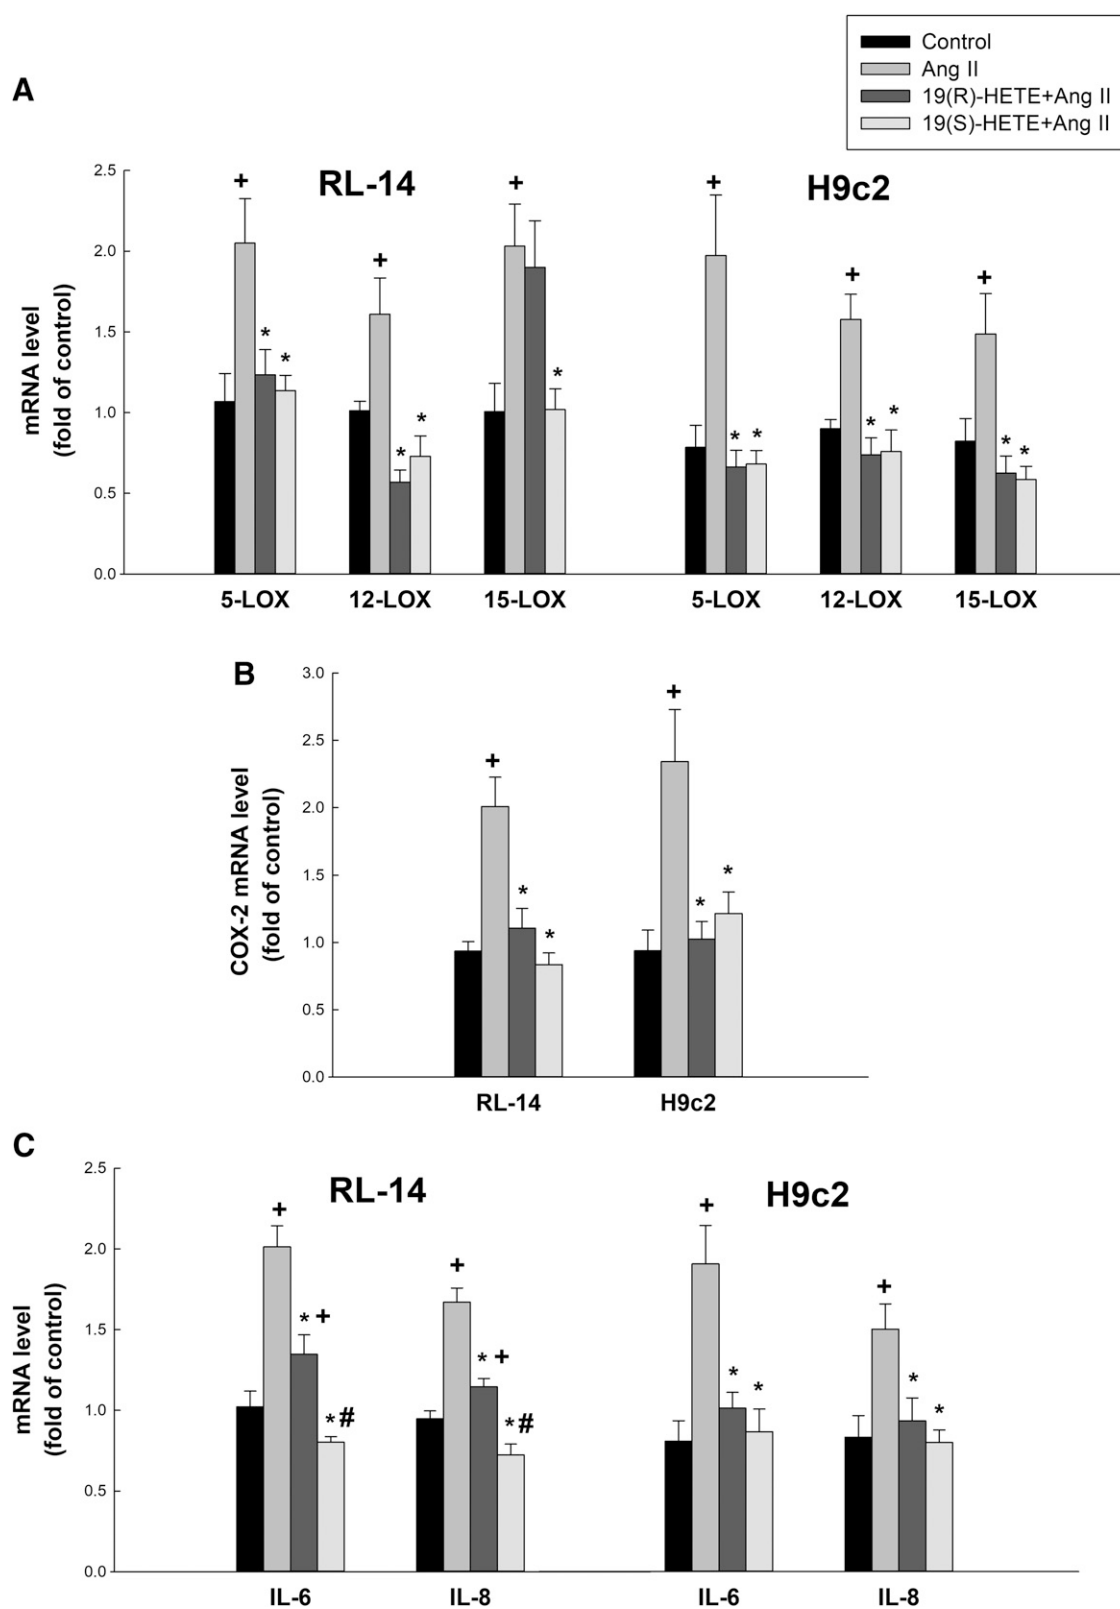 Control
Ang II
19(R)-HETE+Ang II
19(S)-HETE+Ang II
A
RL-14
H9c2
mRNA level
(fold of control)
2.5
2.0
1.5
1.0
0.5
0.0
+
*
*
+
*
*
+
*
+
*
*
+
*
*
+
*
*
5-LOX 12-LOX 15-LOX 5-LOX 12-LOX 15-LOX
B
COX-2 mRNA level
(fold of control)
3.0
2.5
2.0
1.5
1.0
0.5
0.0
+
*
*
+
*
*
RL-14 H9c2
C
RL-14
H9c2
mRNA level
(fold of control)
2.5
2.0
1.5
1.0
0.5
0.0
+
* +
*#
+
* +
*#
+
*
*
+
*
*
IL-6 IL-8 IL-6 IL-8